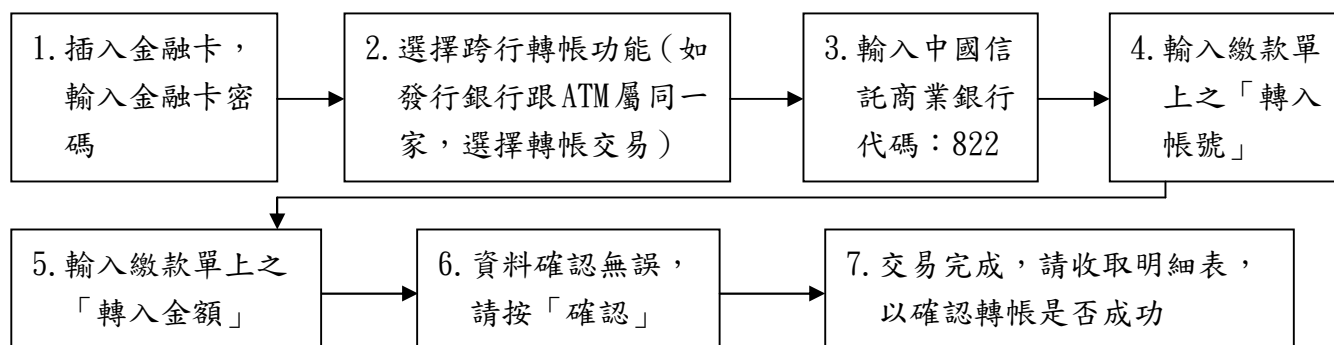 1.插入金融卡，
輸入金融卡密
碼
2.選擇跨行轉帳功能(如
發行銀行跟ATM屬同一
家，選擇轉帳交易)
3.輸入中國信
託商業銀行
代碼：822
4.輸入繳款單
上之「轉入
帳號」
5.輸入繳款單上之
「轉入金額」
6.資料確認無誤，
請按「確認」
7.交易完成，請收取明細表，
以確認轉帳是否成功